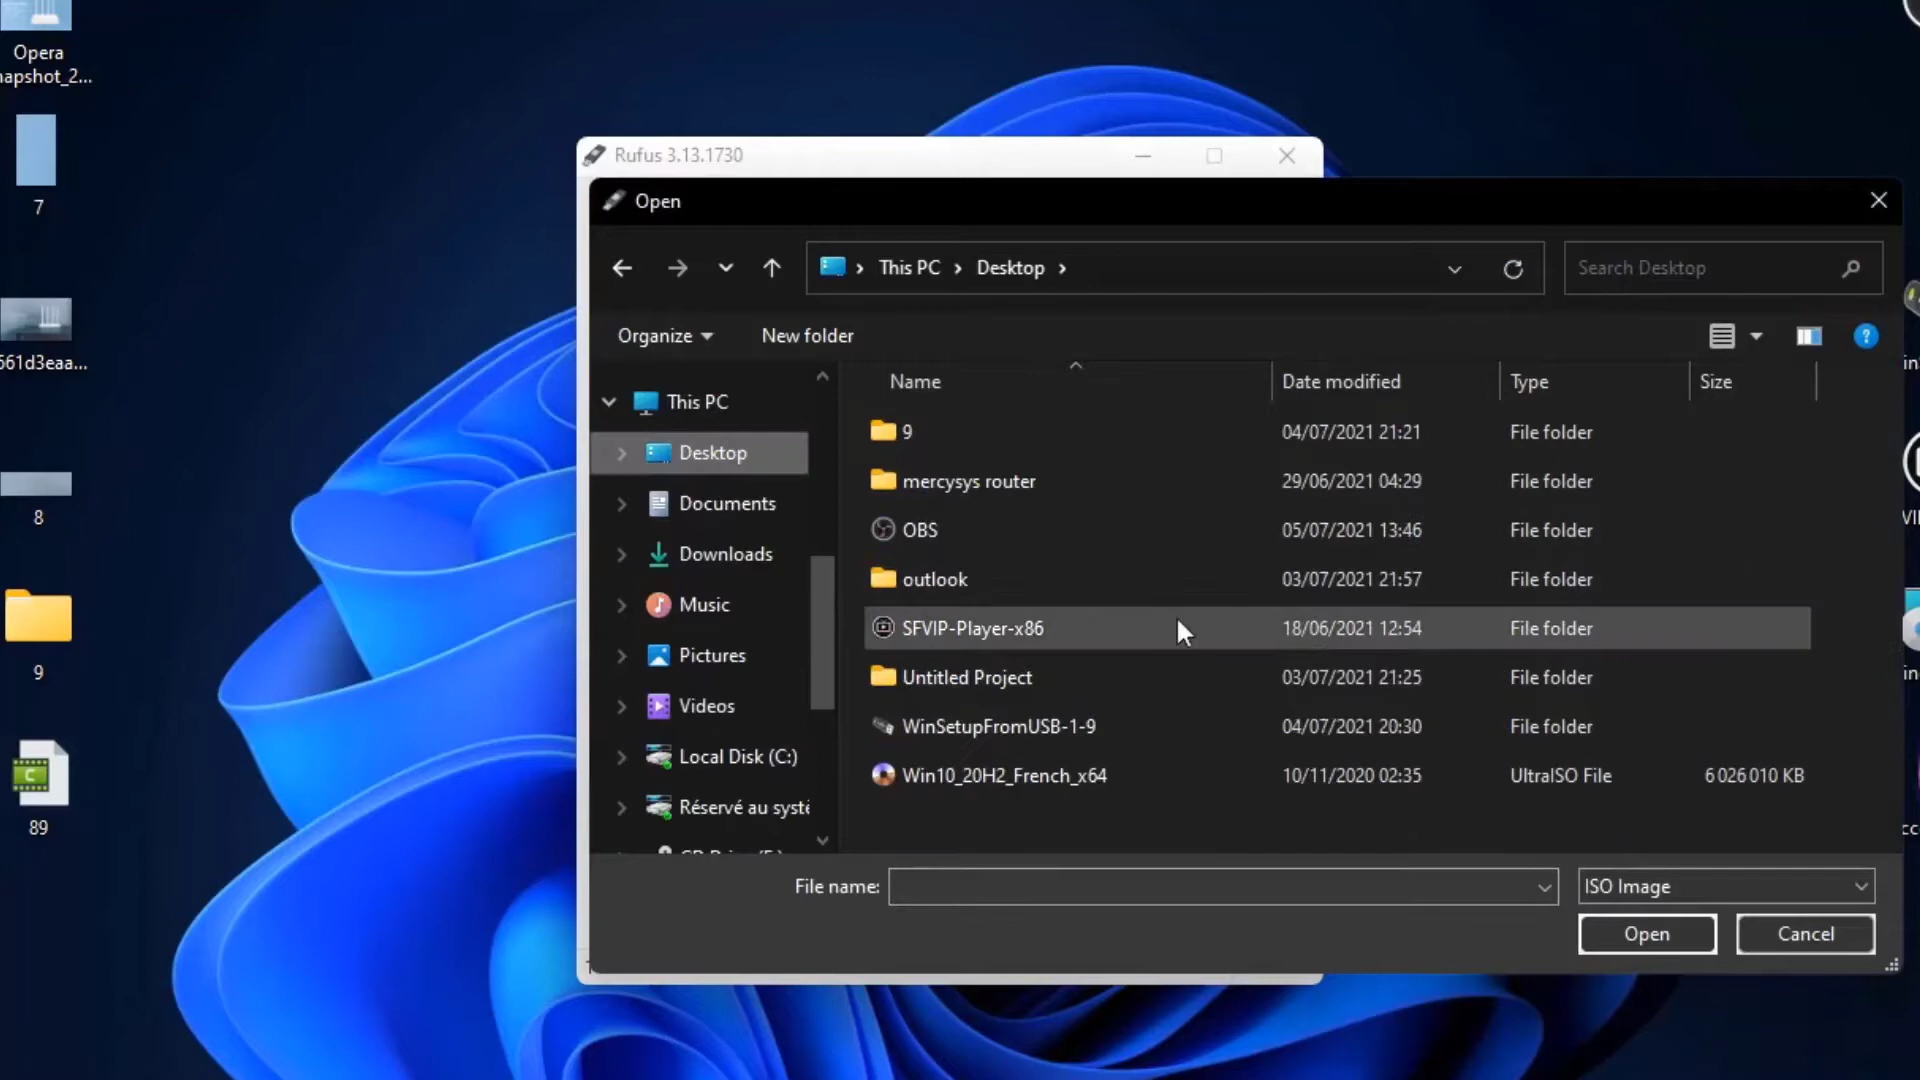 Opera
napshot_2...
7
661d3eaa...
8
9
89
Rufus 3.13.1730
Open
This PC
Desktop
Search Desktop
Organize
New folder
This PC
Desktop
Documents
Downloads
Music
Pictures
Videos
Local Disk (C:)
Réservé au systè
Name
Date modified
Type
Size
9 04/07/2021 21:21 File folder
mercysys router 29/06/2021 04:29 File folder
OBS 05/07/2021 13:46 File folder
outlook 03/07/2021 21:57 File folder
SFVIP-Player-x86 18/06/2021 12:54 File folder
Untitled Project 03/07/2021 21:25 File folder
WinSetupFromUSB-1-9 04/07/2021 20:30 File folder
Win10_20H2_French_x64 10/11/2020 02:35 UltraISO File 6 026 010 KB
File name:
ISO Image
Open
Cancel